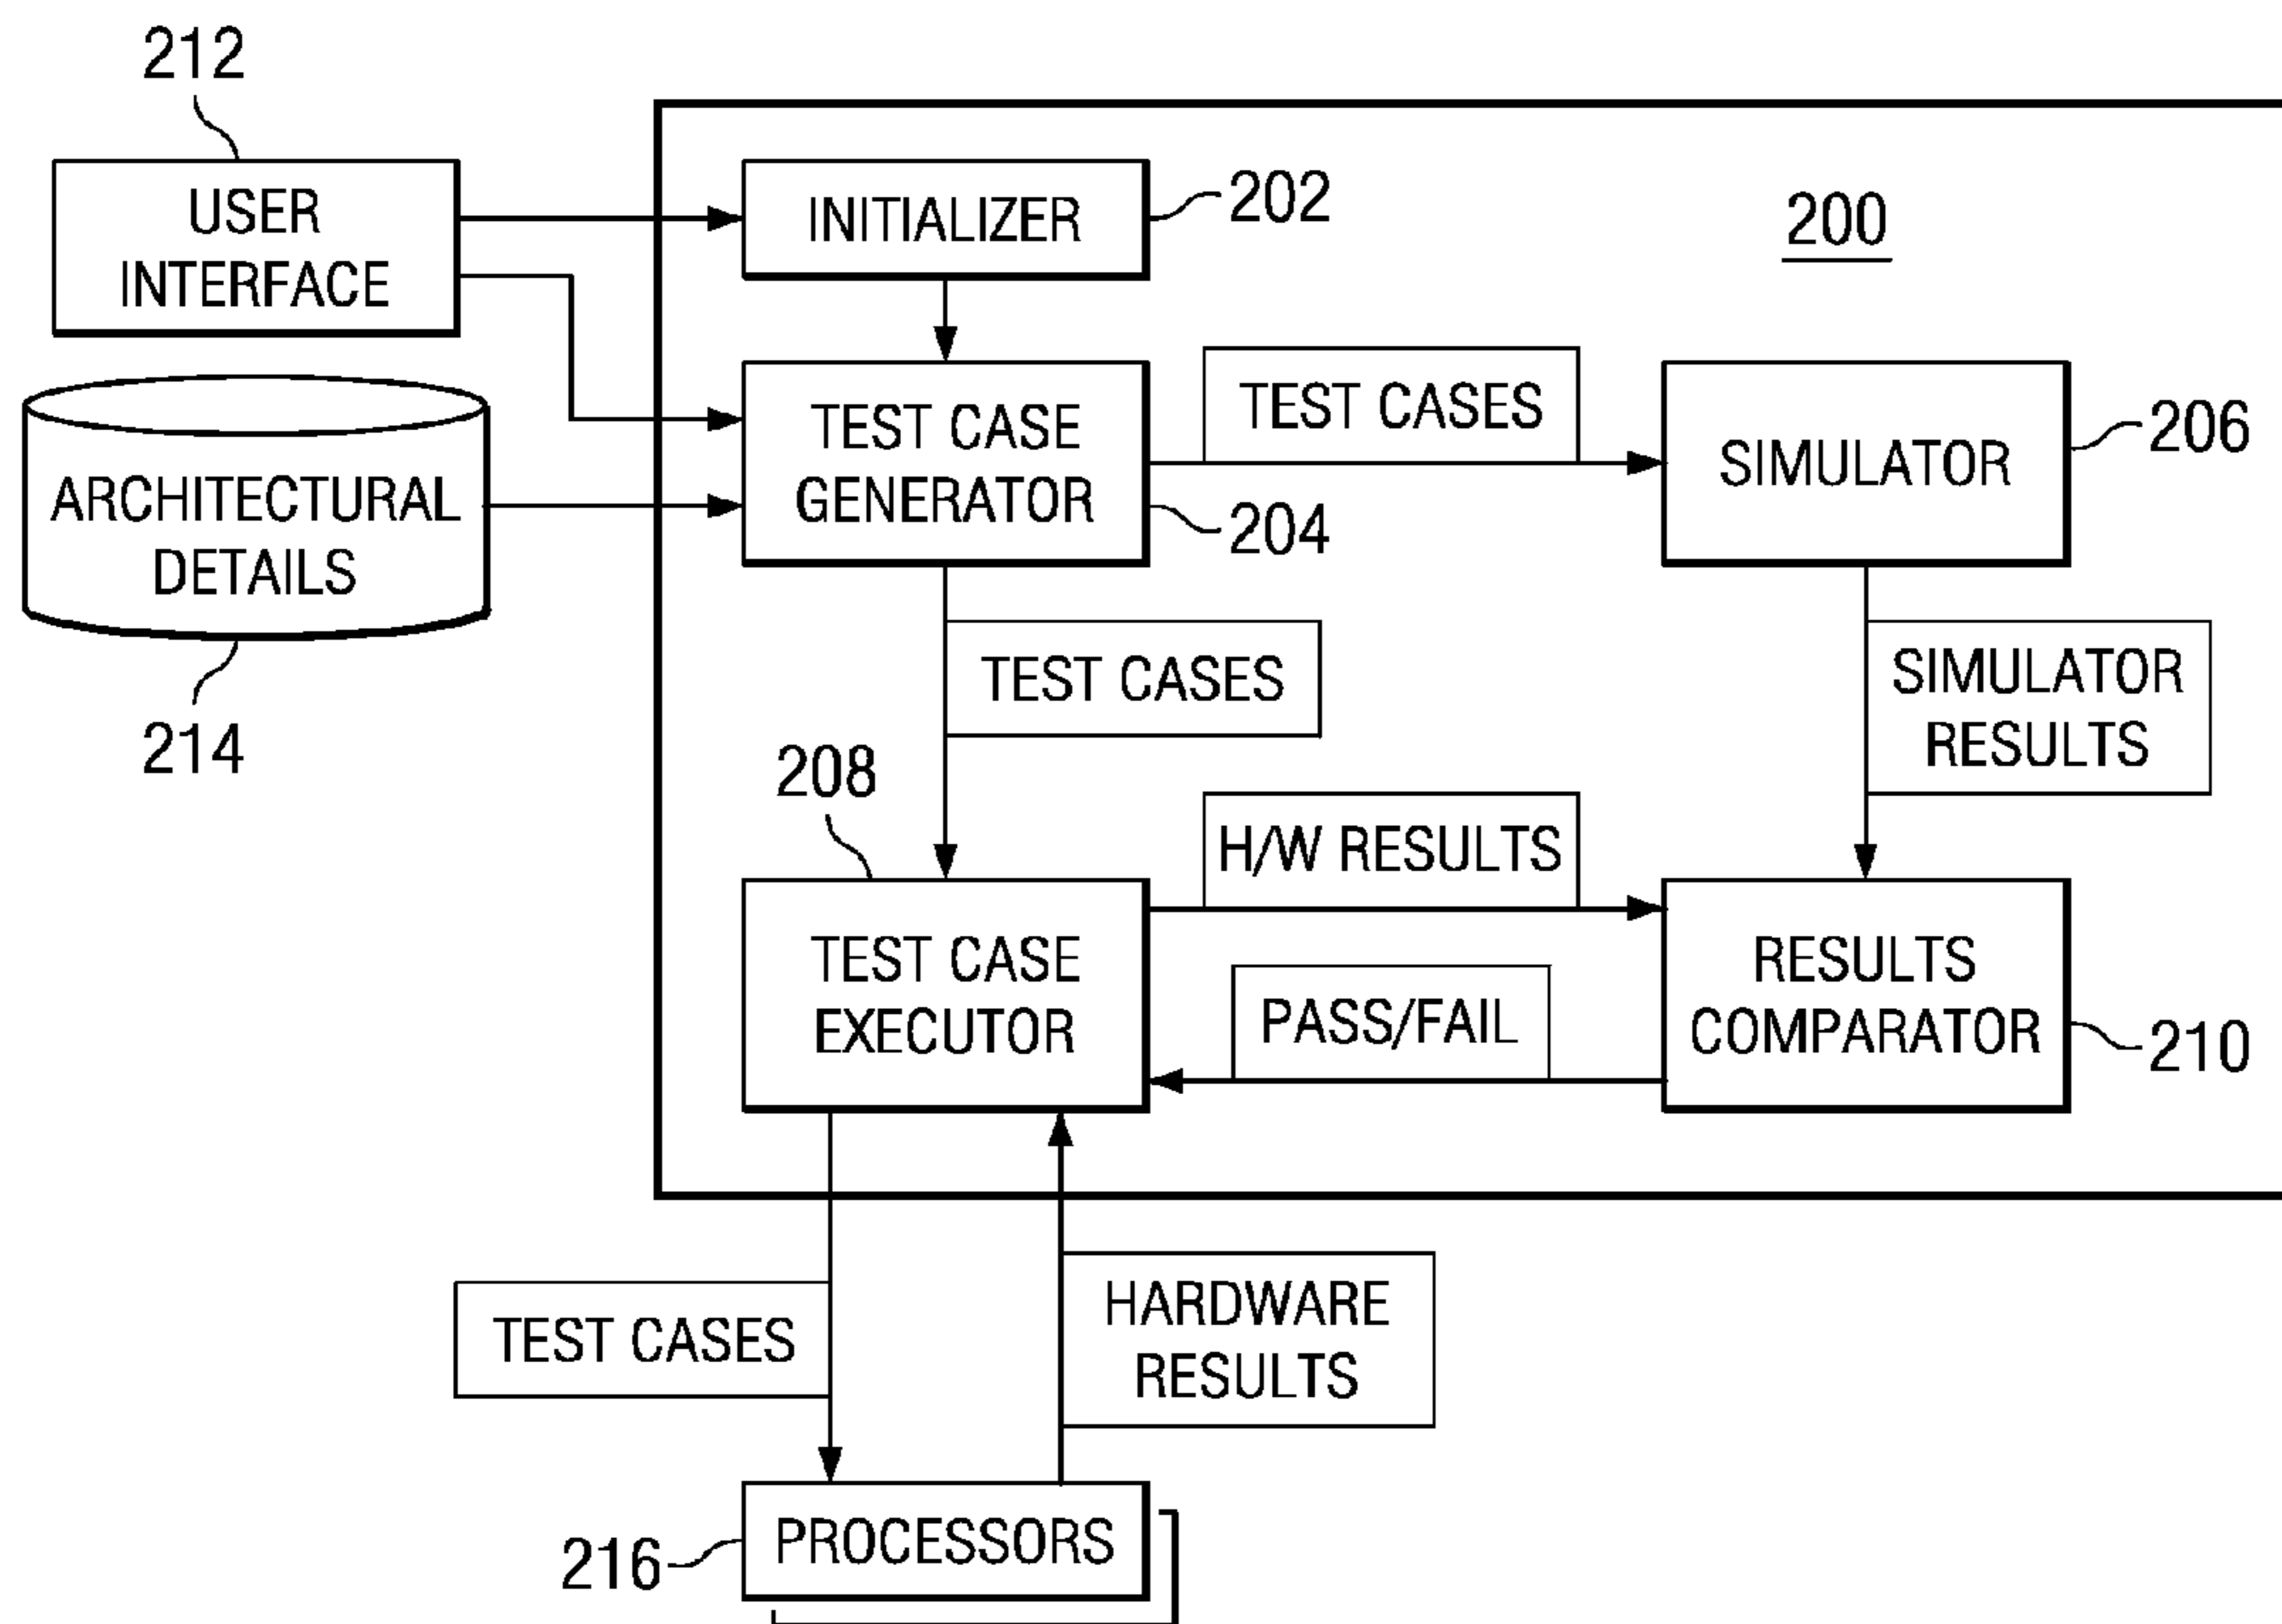 212
USER
INTERFACE
INITIALIZER
202
200
ARCHITECTURAL
DETAILS
214
TEST CASE
GENERATOR
204
TEST CASES
SIMULATOR
206
TEST CASES
SIMULATOR
RESULTS
208
TEST CASE
EXECUTOR
H/W RESULTS
PASS/FAIL
RESULTS
COMPARATOR
210
TEST CASES
HARDWARE
RESULTS
216
PROCESSORS